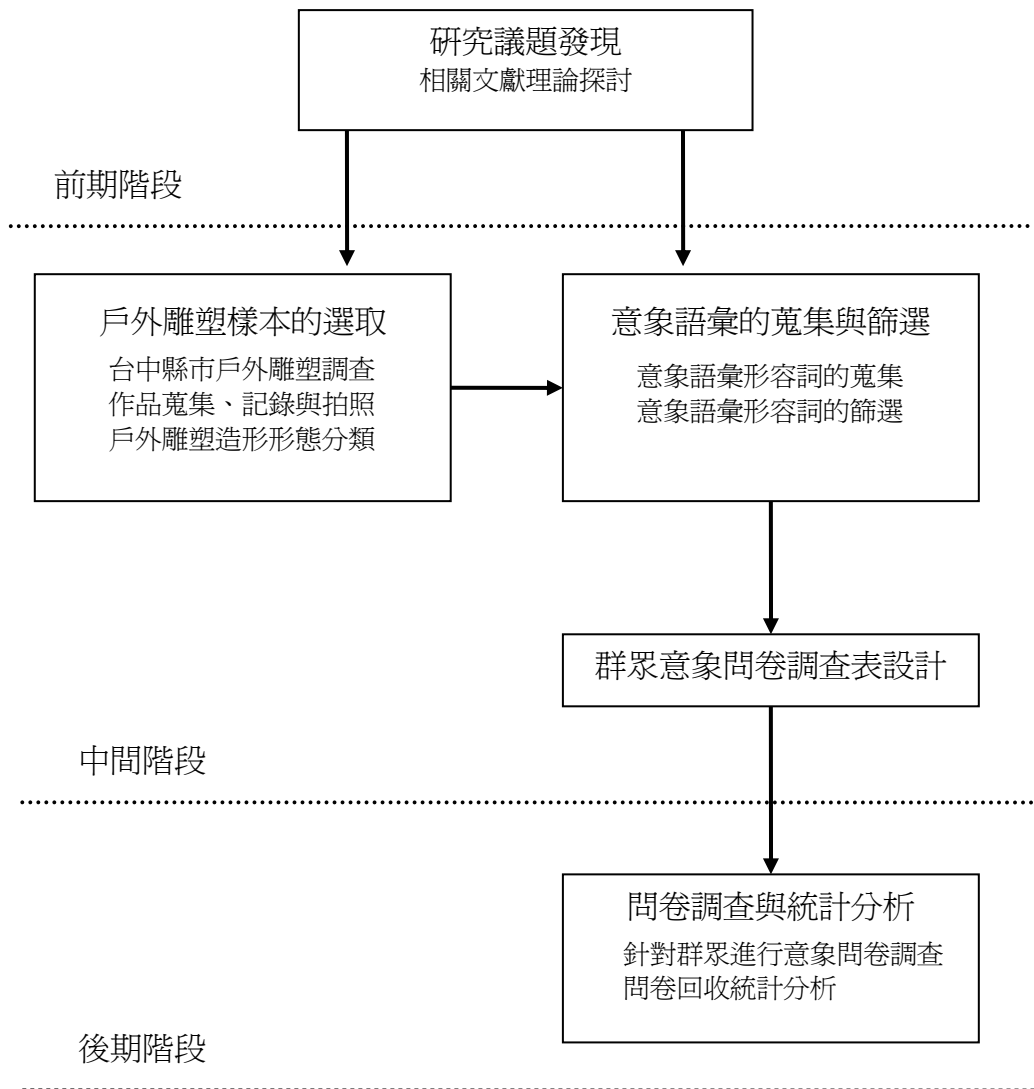 研究議題發現
相關文獻理論探討
前期階段
戶外雕塑樣本的選取
台中縣市戶外雕塑調查
作品蒐集、記錄與拍照
戶外雕塑造形形態分類
意象語彙的蒐集與篩選
意象語彙形容詞的蒐集
意象語彙形容詞的篩選
群眾意象問卷調查表設計
中間階段
問卷調查與統計分析
針對群眾進行意象問卷調查
問卷回收統計分析
後期階段